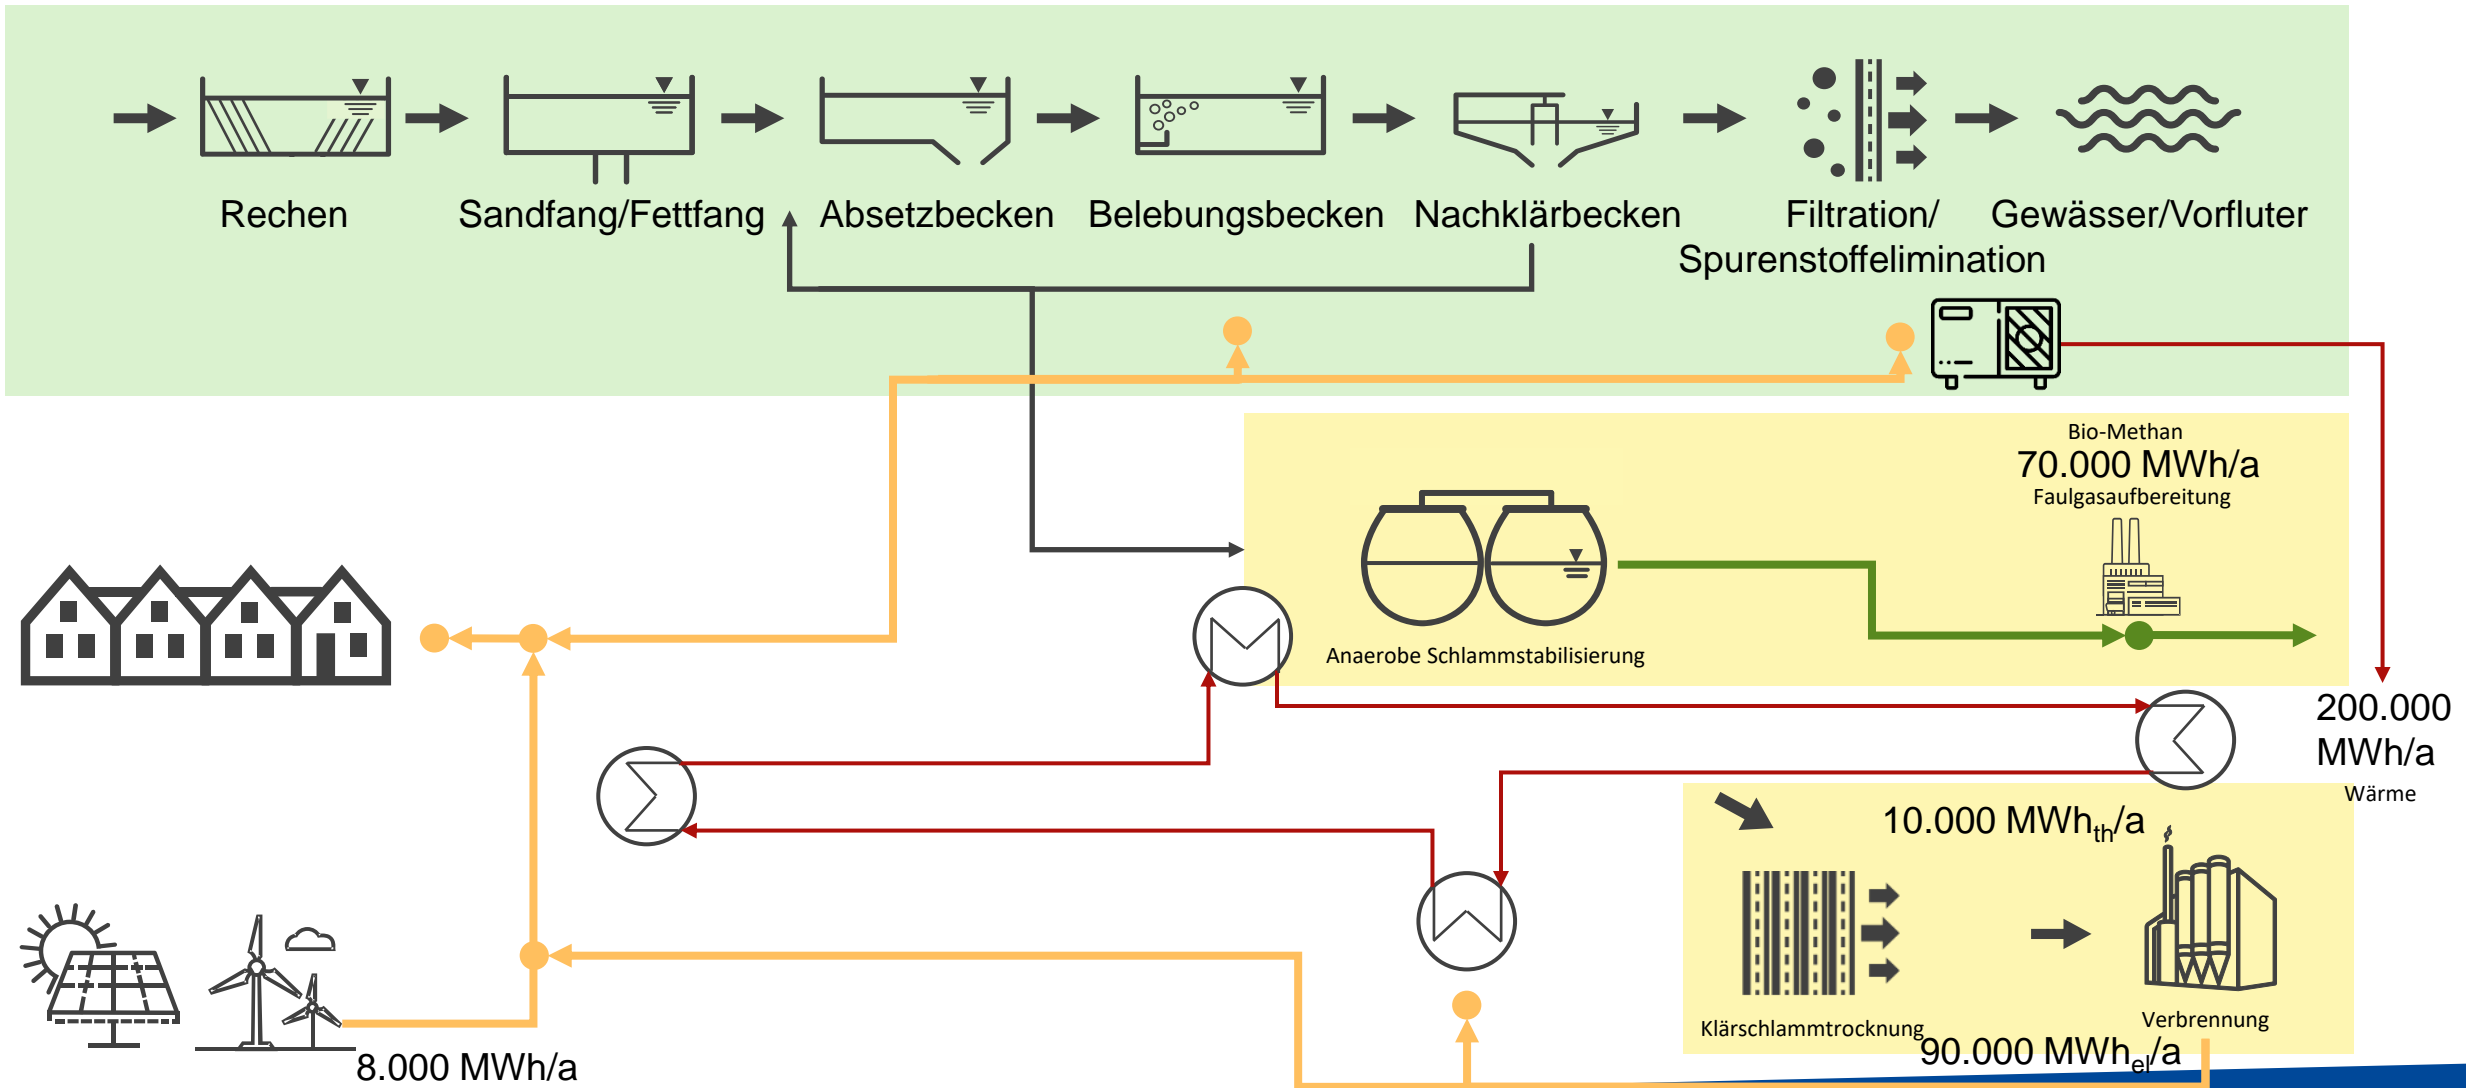 Rechen
Sandfang/Fettfang
Absetzbecken
Belebungsbecken
Nachklärbecken
Filtration/
Spurenstoffelimination
Gewässer/Vorfluter
Bio-Methan
70.000 MWh/a
Faulgasaufbereitung
Anaerobe Schlammstabilisierung
200.000
MWh/a
Wärme
10.000 MWhth/a
Klärschlammtrocknung
Verbrennung
90.000 MWhel/a
8.000 MWh/a